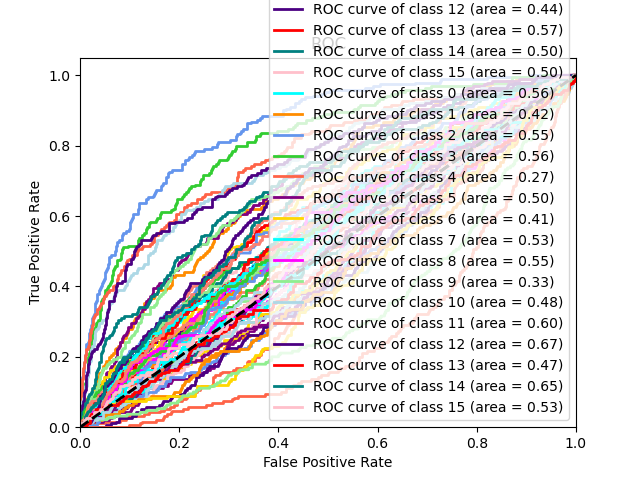 ROC curve of class 12 (area = 0.44)
ROC curve of class 13 (area = 0.57)
ROC
ROC curve of class 14 (area = 0.50)
ROC curve of class 15 (area = 0.50)
ROC curve of class 0 (area = 0.56)
ROC curve of class 1 (area = 0.42)
ROC curve of class 2 (area = 0.55)
ROC curve of class 3 (area = 0.56)
ROC curve of class 4 (area = 0.27)
ROC curve of class 5 (area = 0.50)
ROC curve of class 6 (area = 0.41)
ROC curve of class 7 (area = 0.53)
ROC curve of class 8 (area = 0.55)
ROC curve of class 9 (area = 0.33)
ROC curve of class 10 (area = 0.48)
ROC curve of class 11 (area = 0.60)
ROC curve of class 12 (area = 0.67)
ROC curve of class 13 (area = 0.47)
ROC curve of class 14 (area = 0.65)
ROC curve of class 15 (area = 0.53)
True Positive Rate
1.0
0.8
0.6
0.4
0.2
0.0
0.0 0.2 0.4 0.6 0.8 1.0
False Positive Rate